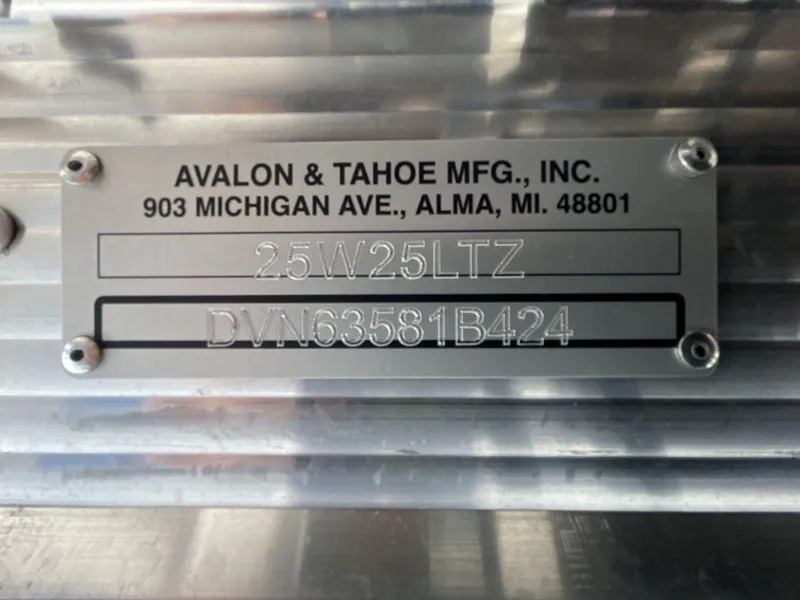 AVALON & TAHOE MFG., INC.
903 MICHIGAN AVE., ALMA, MI. 48801
25W25LTZ
DVN63581B424